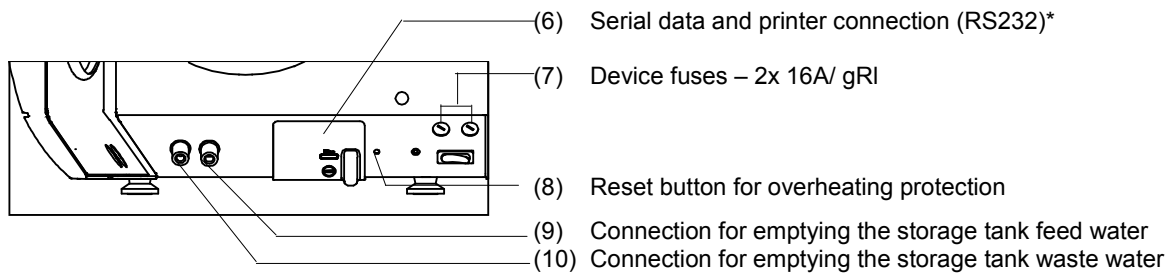 (6) Serial data and printer connection (RS232)*
(7) Device fuses – 2x 16A/ gRl
(8) Reset button for overheating protection
(9) Connection for emptying the storage tank feed water
(10) Connection for emptying the storage tank waste water